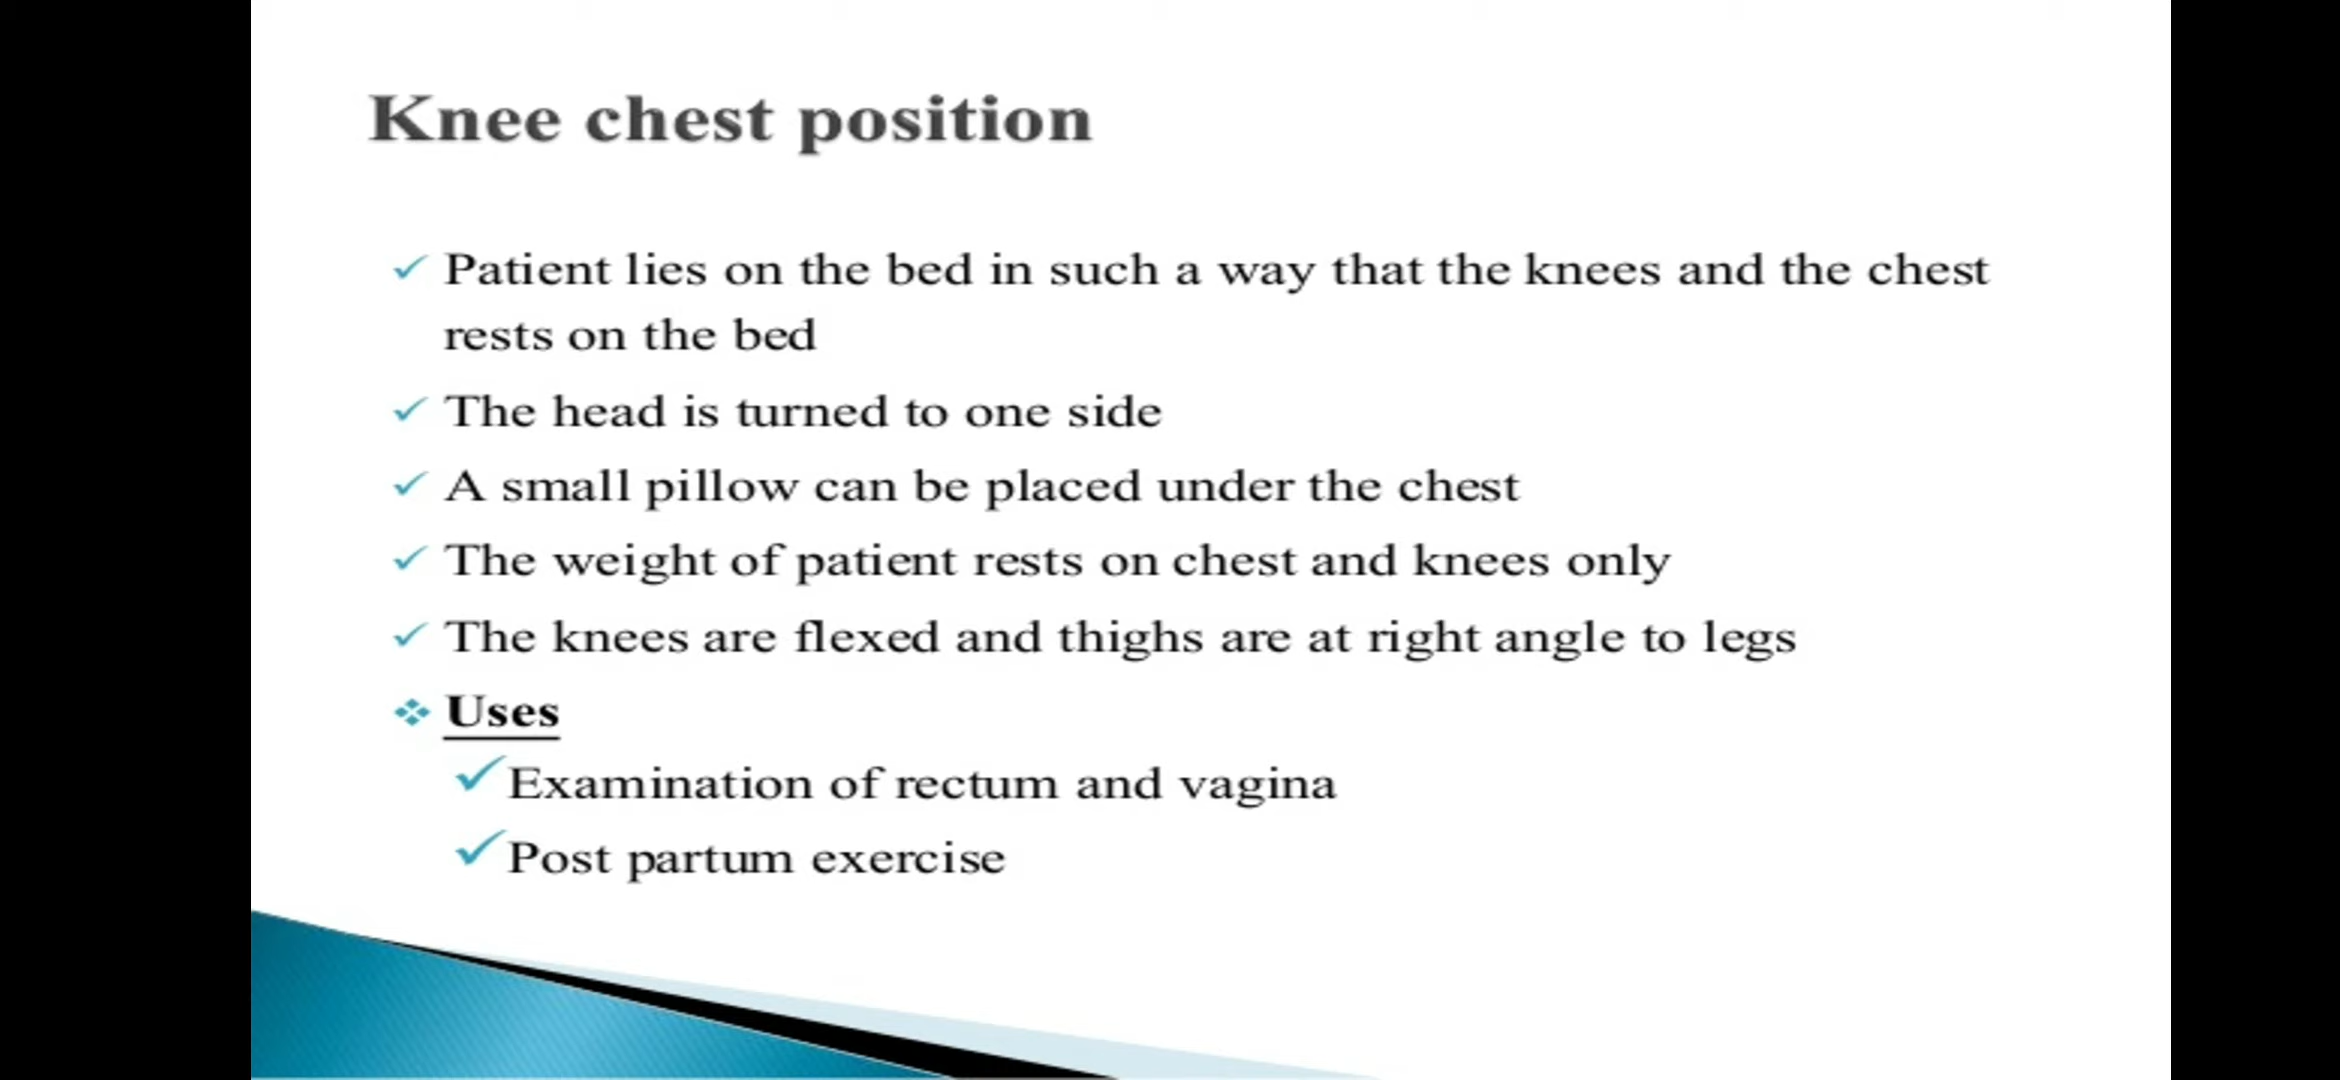 Knee chest position
Patient lies on the bed in such a way that the knees and the chest
rests on the bed
The head is turned to one side
A small pillow can be placed under the chest
The weight of patient rests on chest and knees only
The knees are flexed and thighs are at right angle to legs
Uses
Examination of rectum and vagina
Post partum exercise